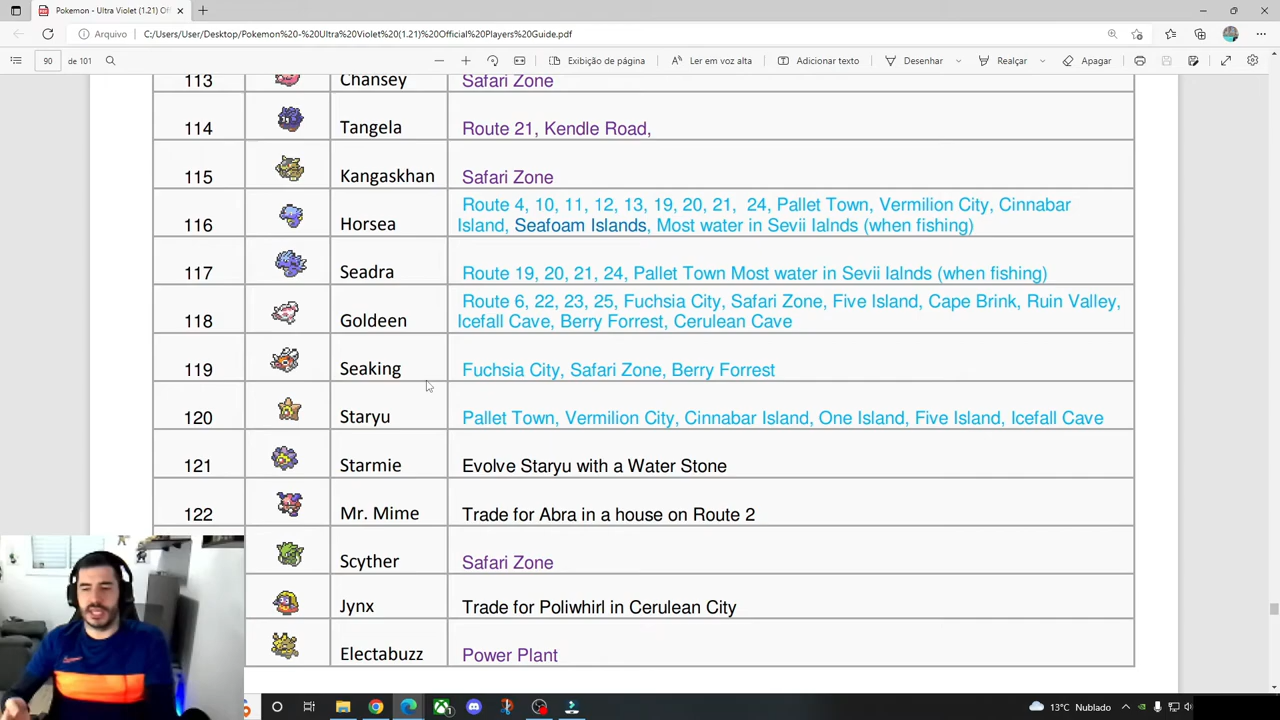 Pokemon - Ultra Violet (1.21) Of
Arquivo
C:/Users/User/Desktop/Pokemon%20-%20Ultra%20Violet%20(1.21)%20Official%20Players%20Guide.pdf
90 de 101
Exibição de página
Ler em voz alta
Adicionar texto
Desenhar
Realçar
Apagar
113 Chansey Safari Zone
114 Tangela Route 21, Kendle Road,
115 Kangaskhan Safari Zone
Route 4, 10, 11, 12, 13, 19, 20, 21, 24, Pallet Town, Vermilion City, Cinnabar
116 Horsea Island, Seafoam Islands, Most water in Sevii Ialnds (when fishing)
117 Seadra Route 19, 20, 21, 24, Pallet Town Most water in Sevii Ialnds (when fishing)
Route 6, 22, 23, 25, Fuchsia City, Safari Zone, Five Island, Cape Brink, Ruin Valley,
118 Goldeen Icefall Cave, Berry Forrest, Cerulean Cave
119 Seaking Fuchsia City, Safari Zone, Berry Forrest
120 Staryu Pallet Town, Vermilion City, Cinnabar Island, One Island, Five Island, Icefall Cave
121 Starmie Evolve Staryu with a Water Stone
122 Mr. Mime Trade for Abra in a house on Route 2
Scyther Safari Zone
Jynx Trade for Poliwhirl in Cerulean City
Electabuzz Power Plant
13°C Nublado